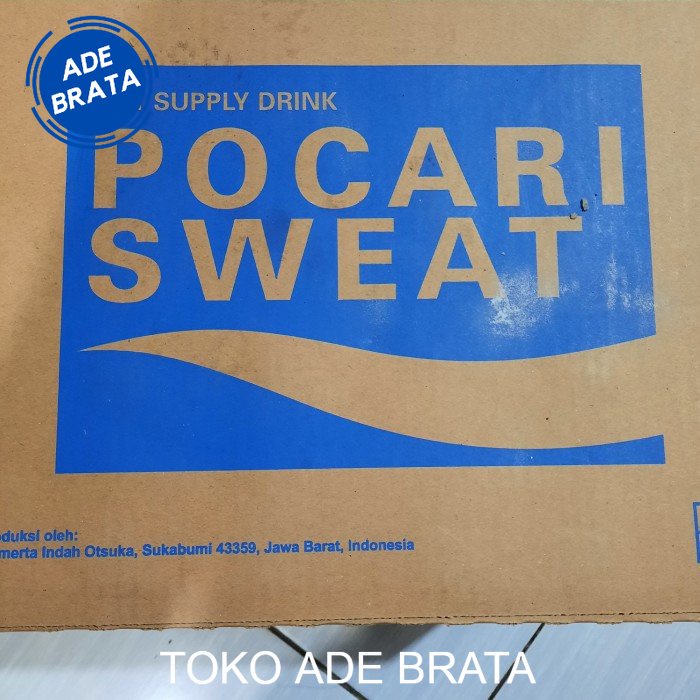 ADE
BRATA
SUPPLY DRINK
POCARI
SWEAT
oduksi oleh:
merta Indah Otsuka, Sukabumi 43359, Jawa Barat, Indonesia
TOKO ADE BRATA